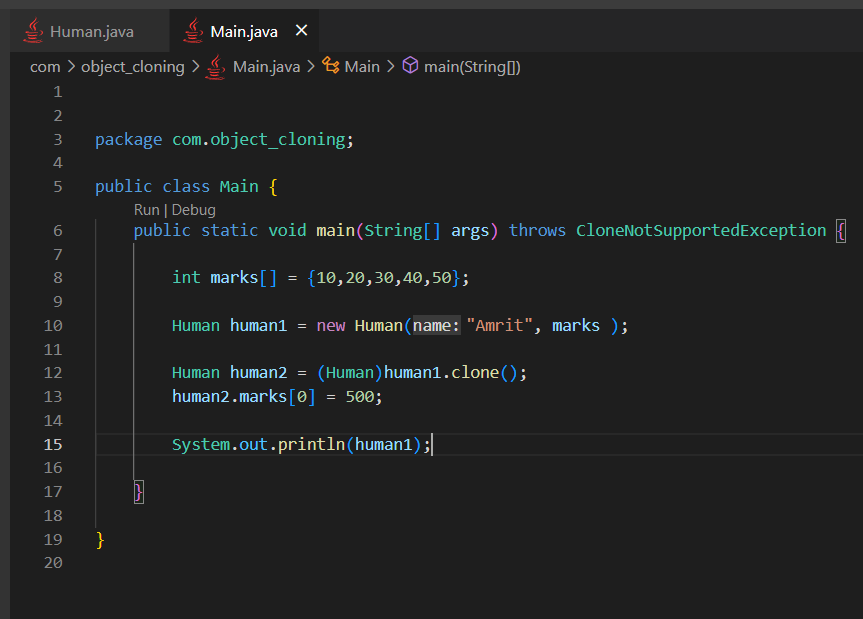 Human.java Main.java ×
com > object_cloning > Main.java > Main > main(String[])
1
2
3 package com.object_cloning;
4
5 public class Main {
Run | Debug
6 public static void main(String[] args) throws CloneNotSupportedException {
7
8 int marks[] = {10,20,30,40,50};
9
10 Human human1 = new Human(name: "Amrit", marks );
11
12 Human human2 = (Human)human1.clone();
13 human2.marks[0] = 500;
14
15 System.out.println(human1);
16
17 }
18
19 }
20